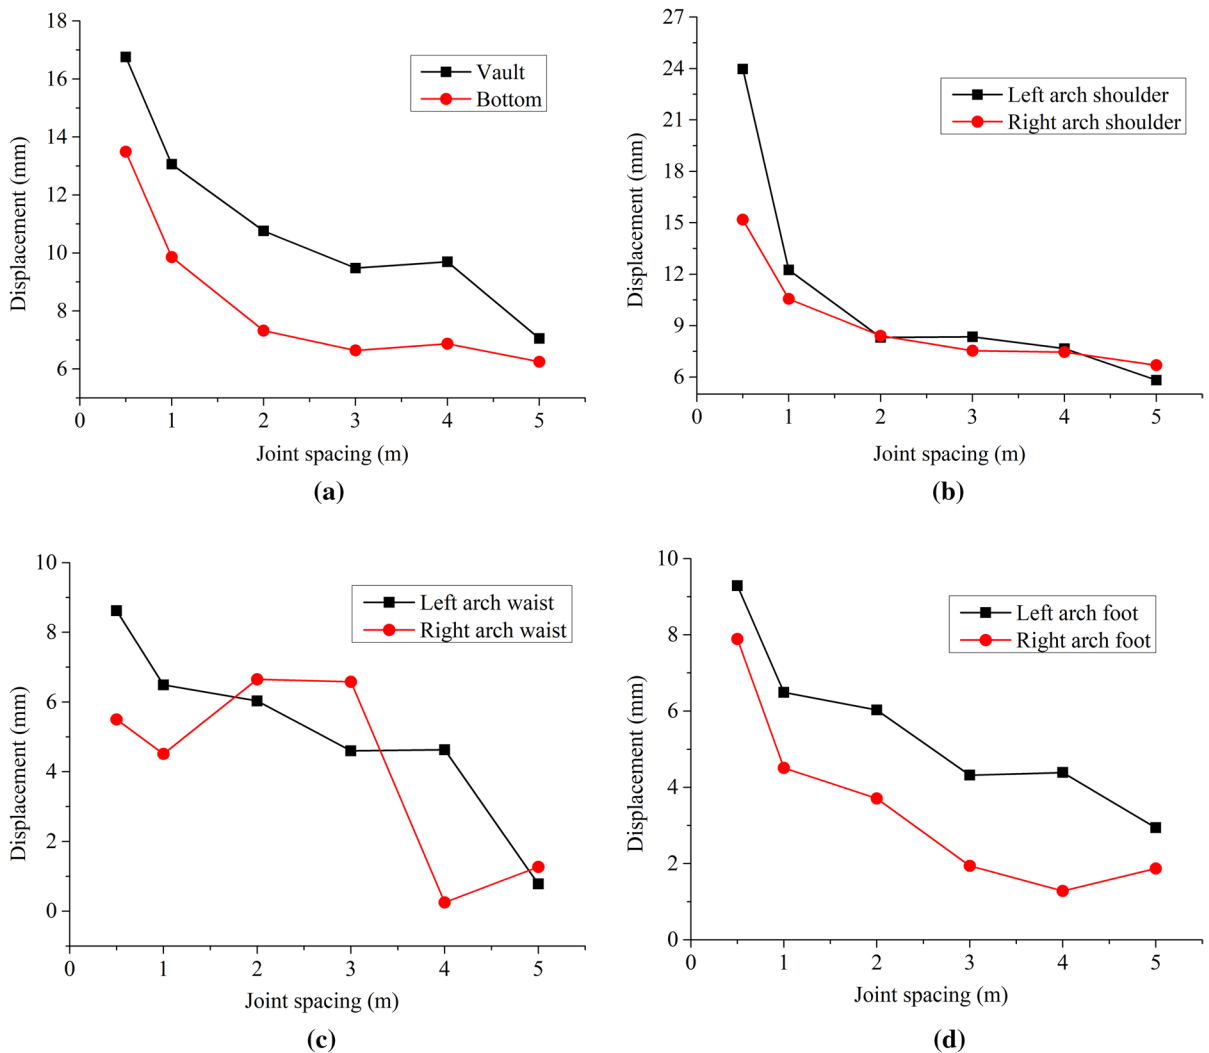 18
16
14
12
10
8
6
0 1 2 3 4 5
Displacement (mm)
Joint spacing (m)
Vault
Bottom
(a)
27
24
21
18
15
12
9
6
0 1 2 3 4 5
Displacement (mm)
Joint spacing (m)
Left arch shoulder
Right arch shoulder
(b)
10
8
6
4
2
0
0 1 2 3 4 5
Displacement (mm)
Joint spacing (m)
Left arch waist
Right arch waist
(c)
10
8
6
4
2
0
0 1 2 3 4 5
Displacement (mm)
Joint spacing (m)
Left arch foot
Right arch foot
(d)